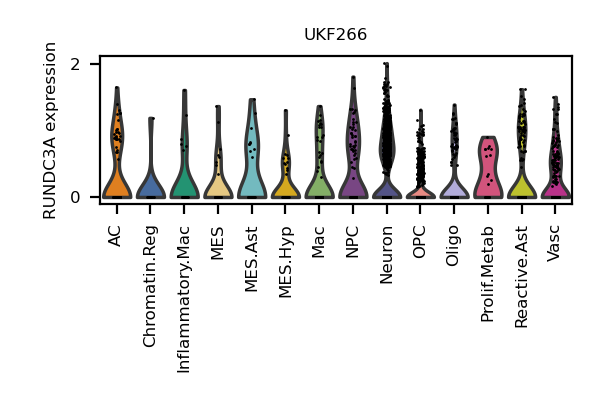 UKF266
RUNDC3A expression
2
0
AC
Chromatin.Reg
Inflammatory.Mac
MES
MES.Ast
MES.Hyp
Mac
NPC
Neuron
OPC
Oligo
Prolif.Metab
Reactive.Ast
Vasc